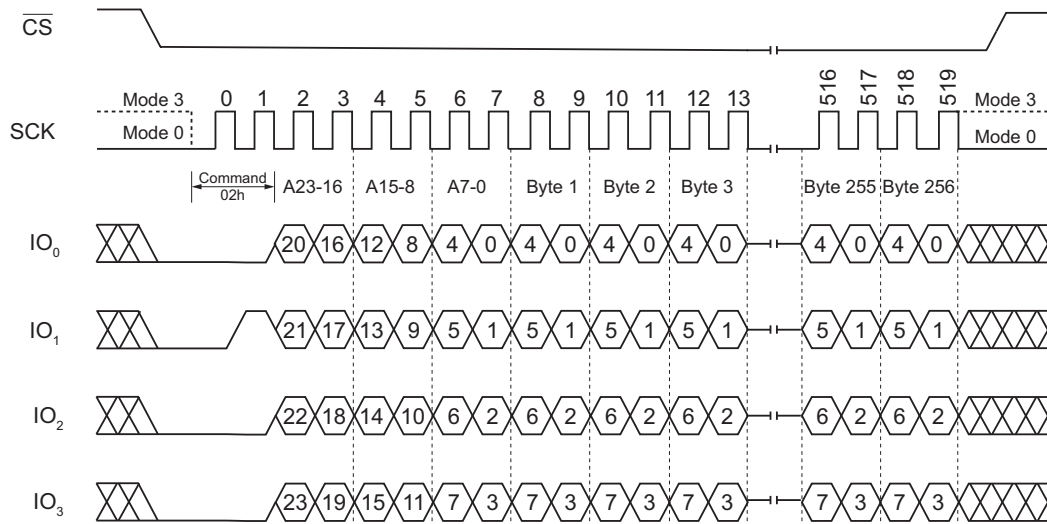 CS
Mode 3 0 1 2 3 4 5 6 7 8 9 10 11 12 13 516 517 518 519 Mode 3
SCK Mode 0 Mode 0
Command
02h
A23-16 A15-8 A7-0 Byte 1 Byte 2 Byte 3 Byte 255 Byte 256
IO0 20 16 12 8 4 0 4 0 4 0 4 0 4 0 4 0
IO1 21 17 13 9 5 1 5 1 5 1 5 1 5 1 5 1
IO2 22 18 14 10 6 2 6 2 6 2 6 2 6 2 6 2
IO3 23 19 15 11 7 3 7 3 7 3 7 3 7 3 7 3